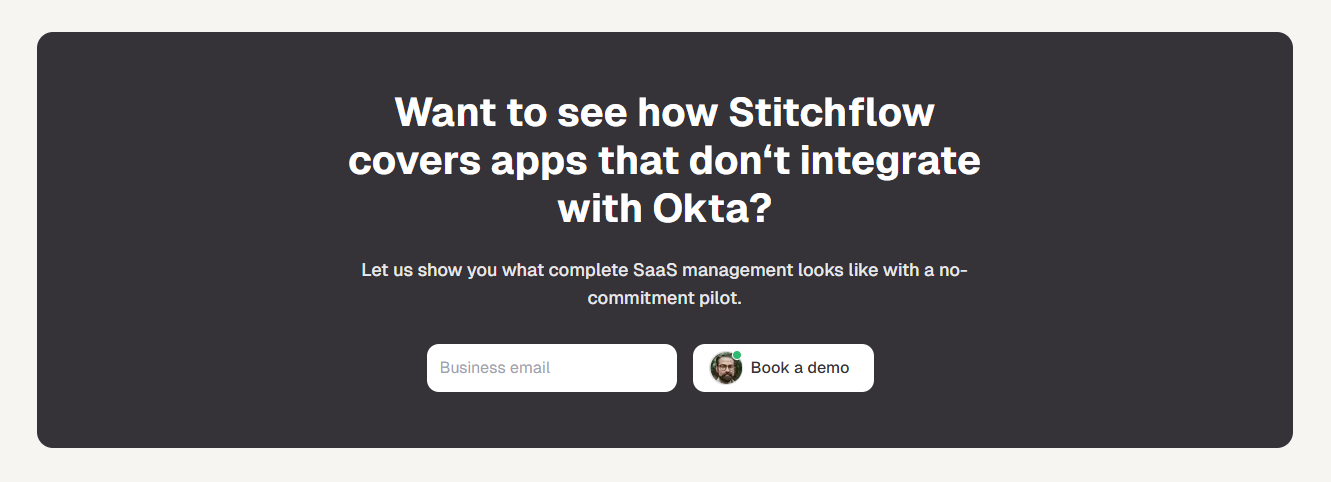 Want to see how Stitchflow
covers apps that don‘t integrate
with Okta?
Let us show you what complete SaaS management looks like with a no-
commitment pilot.
Business email
Book a demo